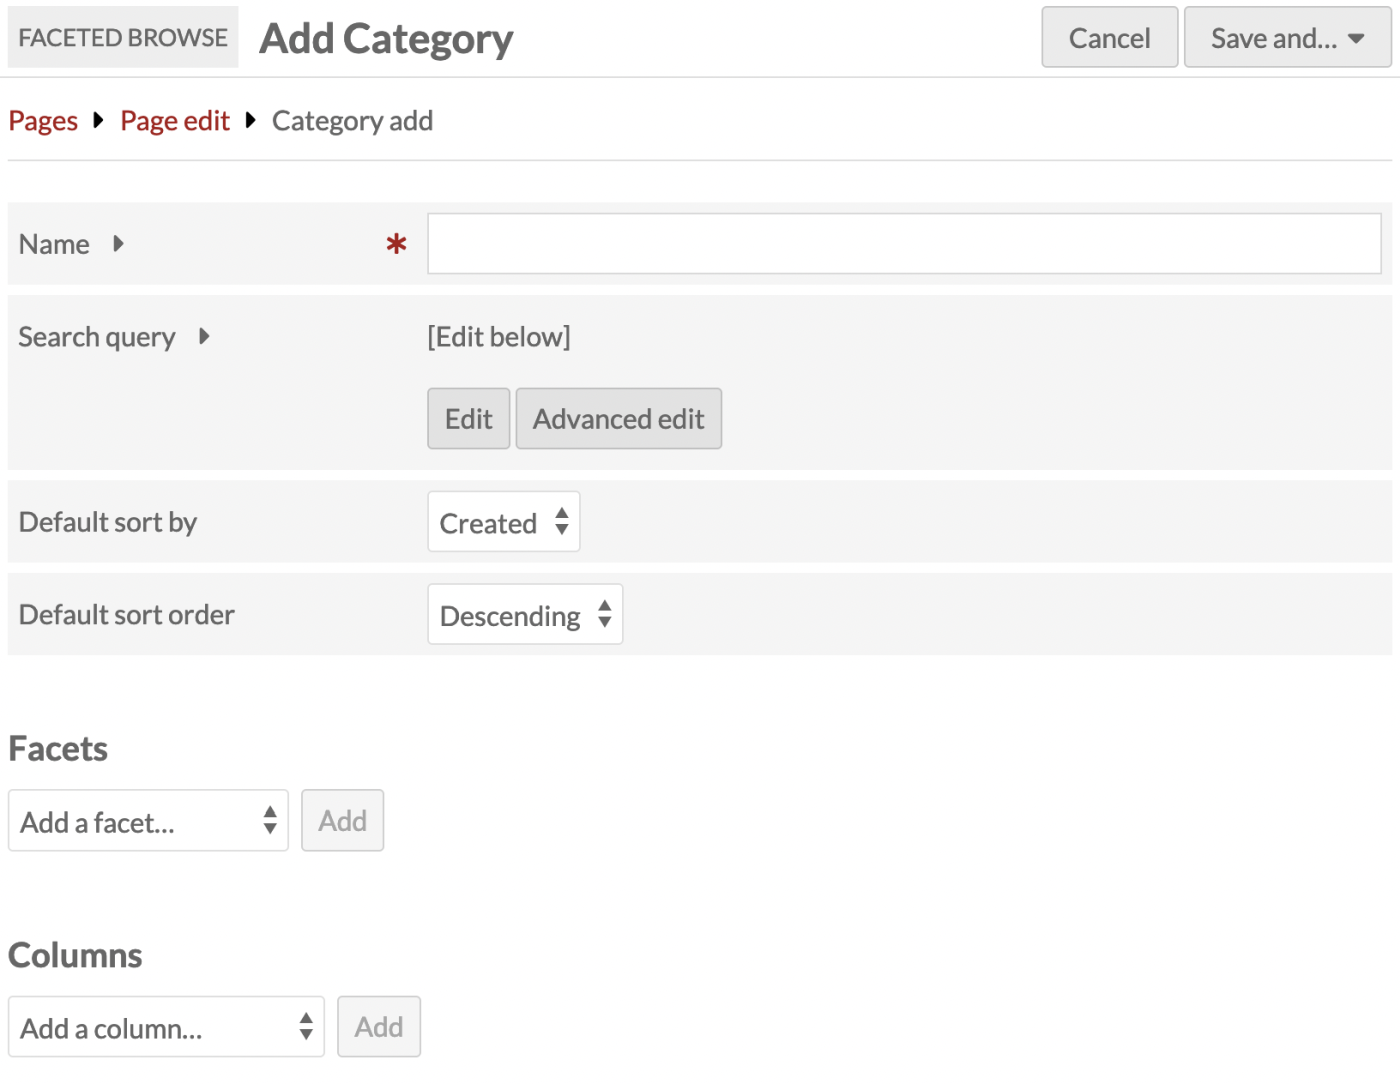 FACETED BROWSE Add Category Cancel Save and...
Pages Page edit Category add
Name *
Search query [Edit below]
Edit Advanced edit
Default sort by Created
Default sort order Descending
Facets
Add a facet... Add
Columns
Add a column... Add